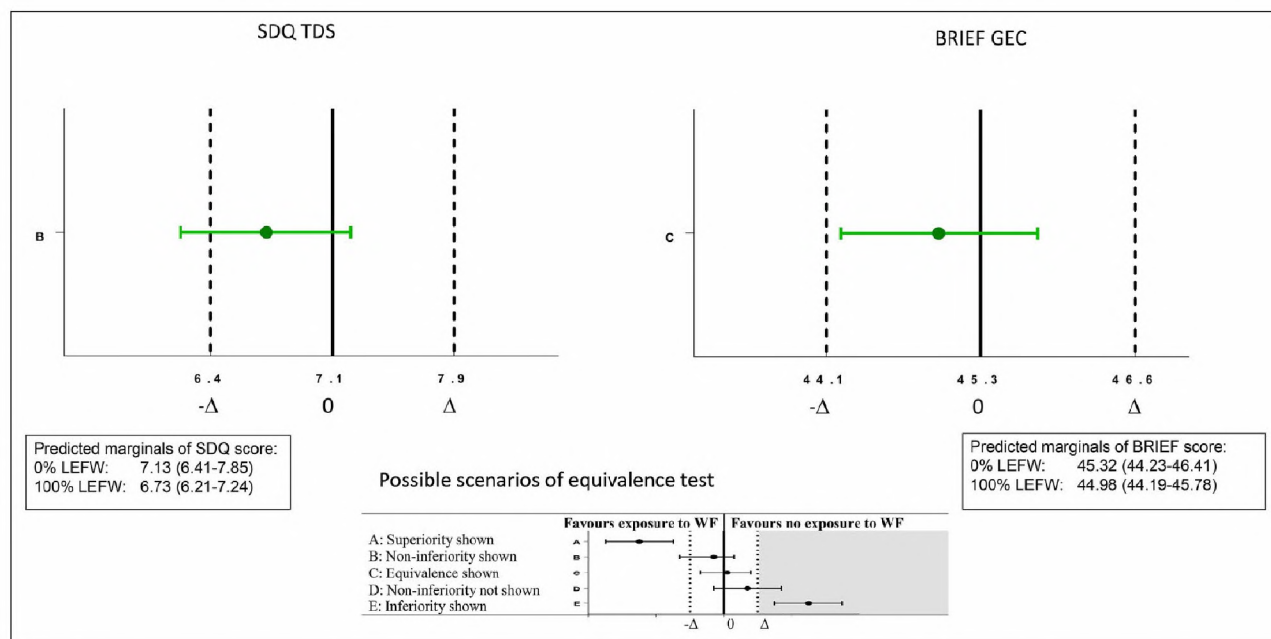 SDQ TDS
B
6.4 7.1 7.9
-Δ 0 Δ
Predicted marginals of SDQ score:
0% LEFW: 7.13 (6.41-7.85)
100% LEFW: 6.73 (6.21-7.24)
BRIEF GEC
C
44.1 45.3 46.6
-Δ 0 Δ
Predicted marginals of BRIEF score:
0% LEFW: 45.32 (44.23-46.41)
100% LEFW: 44.98 (44.19-45.78)
Possible scenarios of equivalence test
Favours exposure to WF Favours no exposure to WF
A: Superiority shown A
B: Non-inferiority shown B
C: Equivalence shown C
D: Non-inferiority not shown D
E: Inferiority shown E
-Δ 0 Δ